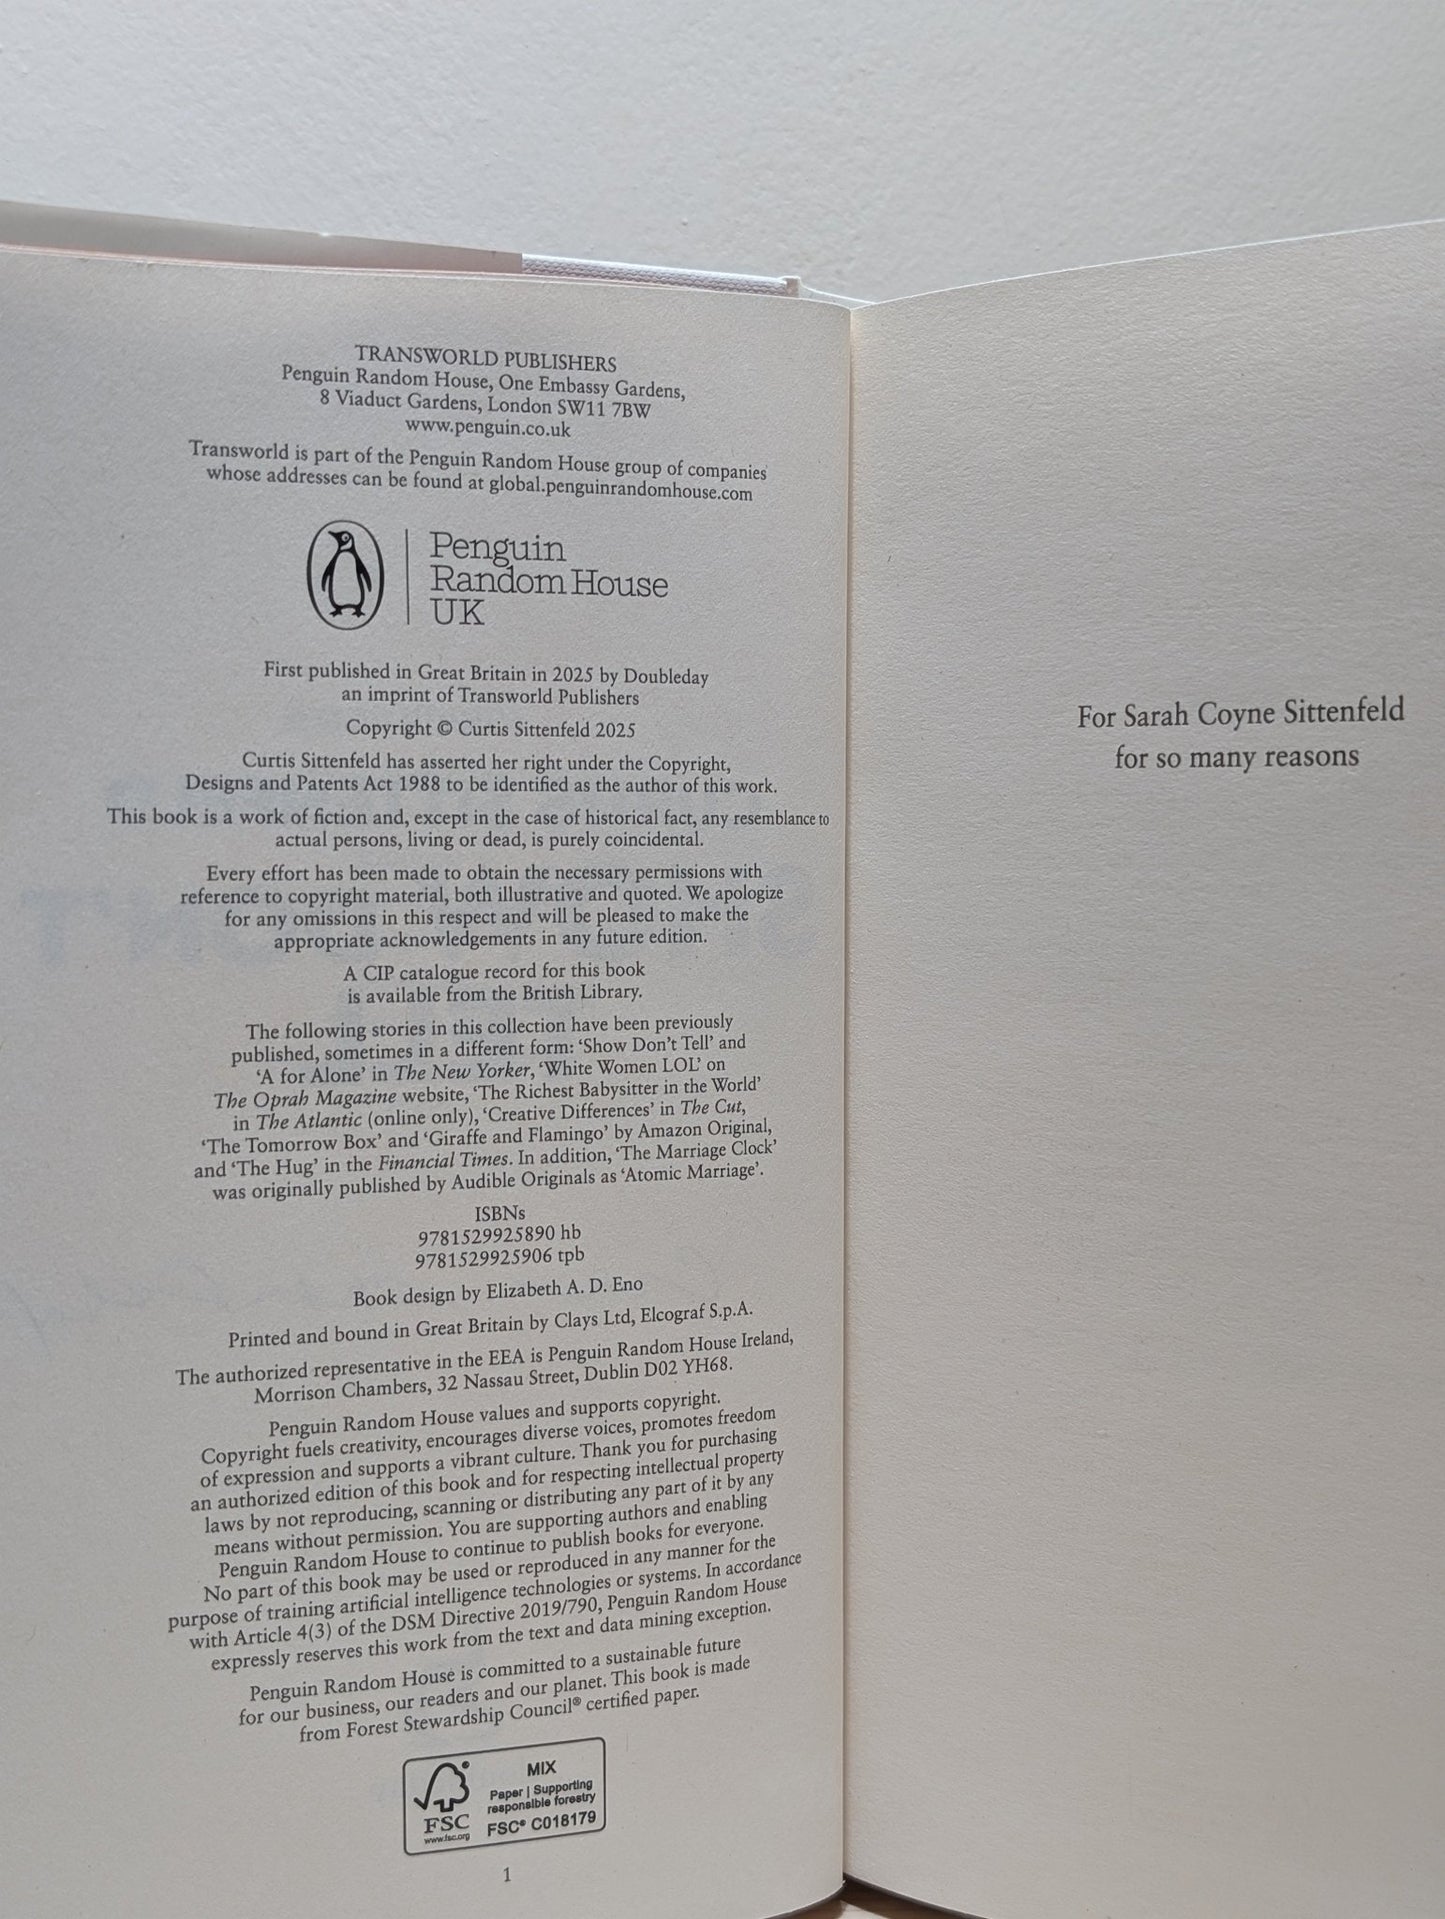 TRANSWORLD PUBLISHERS
Penguin Random House, One Embassy Gardens,
8 Viaduct Gardens, London SW11 7BW
www.penguin.co.uk
Transworld is part of the Penguin Random House group of companies
whose addresses can be found at global.penguinrandomhouse.com
Penguin
Random House
UK
First published in Great Britain in 2025 by Doubleday
an imprint of Transworld Publishers
Copyright © Curtis Sittenfeld 2025
Curtis Sittenfeld has asserted her right under the Copyright,
Designs and Patents Act 1988 to be identified as the author of this work.
This book is a work of fiction and, except in the case of historical fact, any resemblance to
actual persons, living or dead, is purely coincidental.
Every effort has been made to obtain the necessary permissions with
reference to copyright material, both illustrative and quoted. We apologize
for any omissions in this respect and will be pleased to make the
appropriate acknowledgements in any future edition.
A CIP catalogue record for this book
is available from the British Library.
The following stories in this collection have been previously
published, sometimes in a different form: ‘Show Don’t Tell’ and
‘A for Alone’ in The New Yorker, ‘White Women LOL’ on
The Oprah Magazine website, ‘The Richest Babysitter in the World’
in The Atlantic (online only), ‘Creative Differences’ in The Cut,
‘The Tomorrow Box’ and ‘Giraffe and Flamingo’ by Amazon Original,
and ‘The Hug’ in the Financial Times. In addition, ‘The Marriage Clock’
was originally published by Audible Originals as ‘Atomic Marriage’.
ISBNs
9781529925890 hb
9781529925906 tpb
Book design by Elizabeth A. D. Eno
Printed and bound in Great Britain by Clays Ltd, Elcograf S.p.A.
The authorized representative in the EEA is Penguin Random House Ireland,
Morrison Chambers, 32 Nassau Street, Dublin D02 YH68.
Penguin Random House values and supports copyright.
Copyright fuels creativity, encourages diverse voices, promotes freedom
of expression and supports a vibrant culture. Thank you for purchasing
an authorized edition of this book and for respecting intellectual property
laws by not reproducing, scanning or distributing any part of it by any
means without permission. You are supporting authors and enabling
Penguin Random House to continue to publish books for everyone.
No part of this book may be used or reproduced in any manner for the
purpose of training artificial intelligence technologies or systems. In accordance
with Article 4(3) of the DSM Directive 2019/790, Penguin Random House
expressly reserves this work from the text and data mining exception.
Penguin Random House is committed to a sustainable future
for our business, our readers and our planet. This book is made
from Forest Stewardship Council® certified paper.
MIX
Paper | Supporting
responsible forestry
FSC® C018179
FSC
www.fsc.org
1
For Sarah Coyne Sittenfeld
for so many reasons